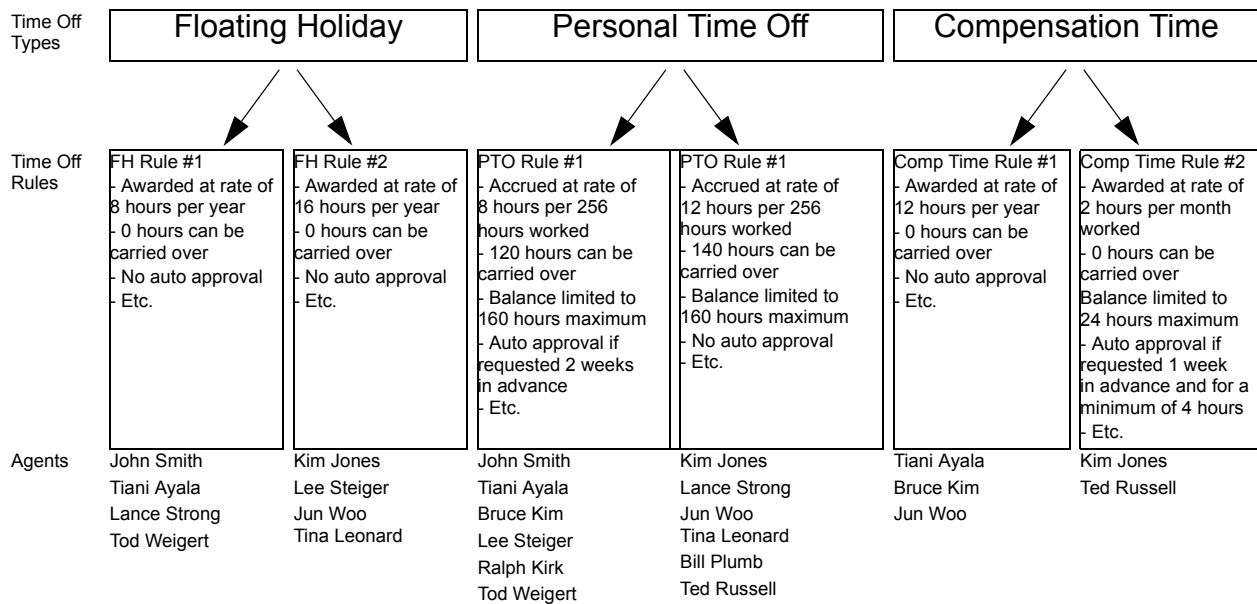 Time Off
Types
Floating Holiday
Personal Time Off
Compensation Time
Time Off
Rules
FH Rule #1
- Awarded at rate of
8 hours per year
- 0 hours can be
carried over
- No auto approval
- Etc.
FH Rule #2
- Awarded at rate of
16 hours per year
- 0 hours can be
carried over
- No auto approval
- Etc.
PTO Rule #1
- Accrued at rate of
8 hours per 256
hours worked
- 120 hours can be
carried over
- Balance limited to
160 hours maximum
- Auto approval if
requested 2 weeks
in advance
- Etc.
PTO Rule #1
- Accrued at rate of
12 hours per 256
hours worked
- 140 hours can be
carried over
- Balance limited to
160 hours maximum
- No auto approval
- Etc.
Comp Time Rule #1
- Awarded at rate of
12 hours per year
- 0 hours can be
carried over
- No auto approval
- Etc.
Comp Time Rule #2
- Awarded at rate of
2 hours per month
worked
- 0 hours can be
carried over
Balance limited to
24 hours maximum
- Auto approval if
requested 1 week
in advance and for a
minimum of 4 hours
- Etc.
Agents
John Smith
Tiani Ayala
Lance Strong
Tod Weigert
Kim Jones
Lee Steiger
Jun Woo
Tina Leonard
John Smith
Tiani Ayala
Bruce Kim
Lee Steiger
Ralph Kirk
Tod Weigert
Kim Jones
Lance Strong
Jun Woo
Tina Leonard
Bill Plumb
Ted Russell
Tiani Ayala
Bruce Kim
Jun Woo
Kim Jones
Ted Russell